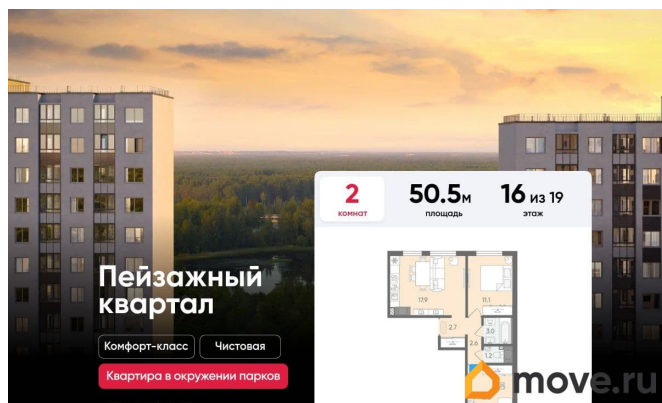 2
комнат
50.5м
площадь
16 из 19
этаж
Пейзажный
квартал
Комфорт-класс
Чистовая
Квартира в окружении парков
17.9
11.1
2.7
3.0
2.6
1.2
move.ru